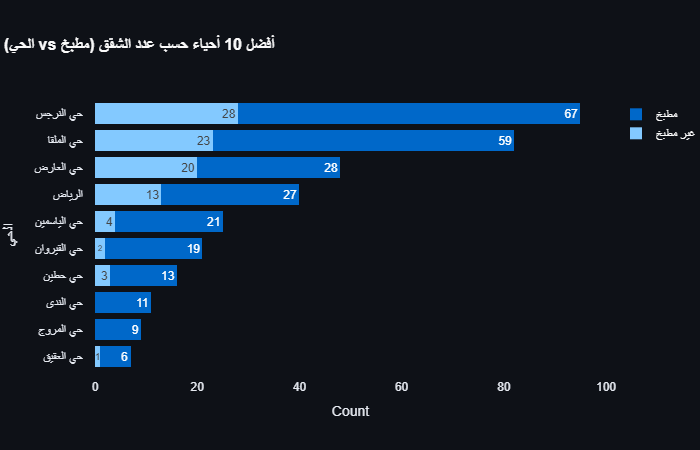 أفضل 10 أحياء حسب عدد الشقق (مطبخ vs الحي)
مطبخ
غير مطبخ
حي النرجس 28 67
حي الملقا 23 59
حي العارض 20 28
الرياض 13 27
حي الياسمين 4 21
حي القيروان 2 19
حي حطين 3 13
حي الندى 11
حي المروج 9
حي العقيق 1 6
الحي
0 20 40 60 80 100
Count